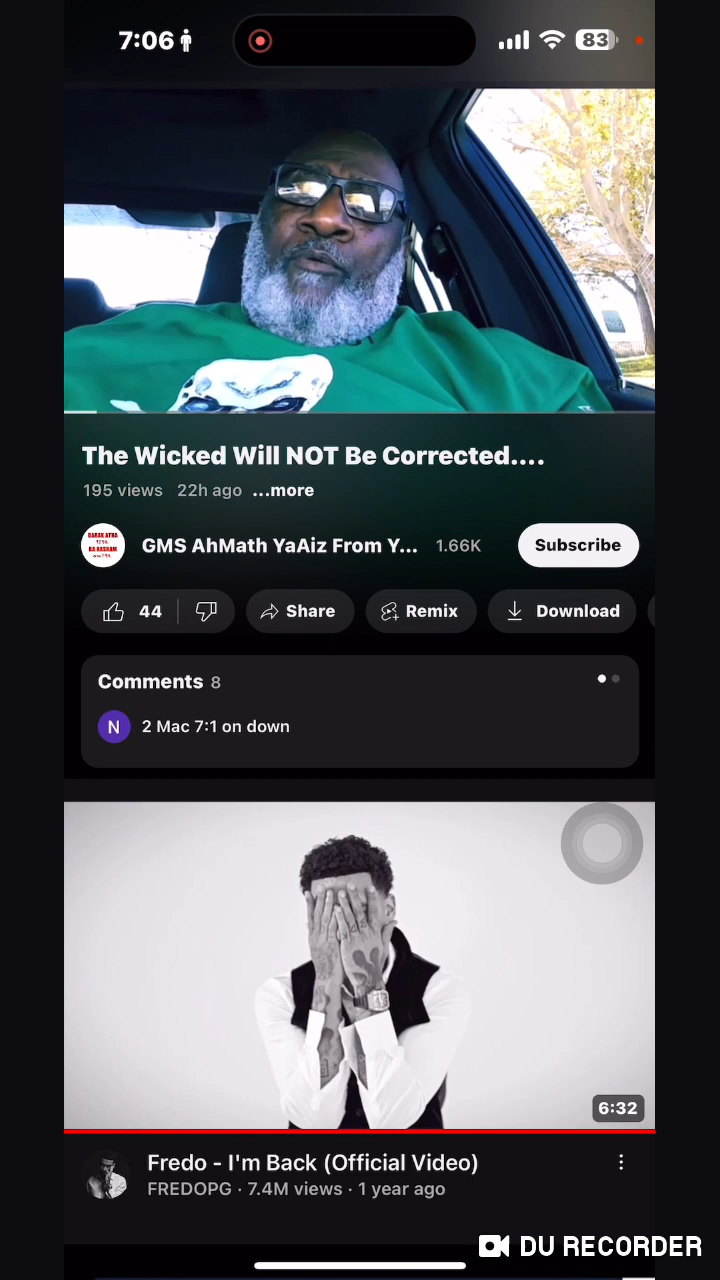 7:06
83
The Wicked Will NOT Be Corrected....
195 views 22h ago ...more
GMS AhMath YaAiz From Y... 1.66K Subscribe
44 Share Remix Download
Comments 8
N 2 Mac 7:1 on down
6:32
Fredo - I'm Back (Official Video)
FREDOPG · 7.4M views · 1 year ago
DU RECORDER